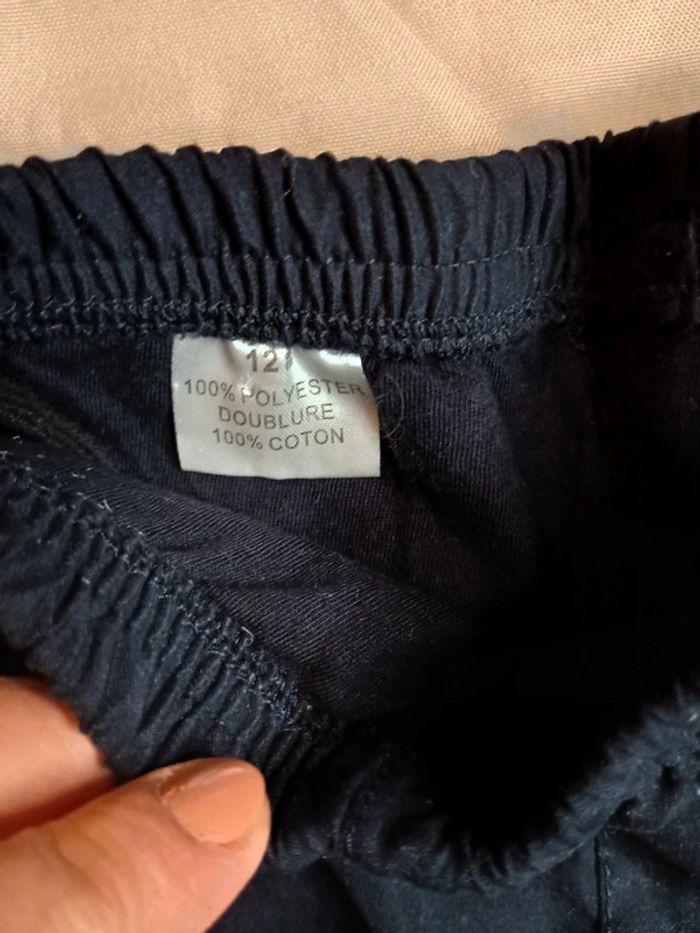 12
100% POLYESTER
DOUBLURE
100% COTON